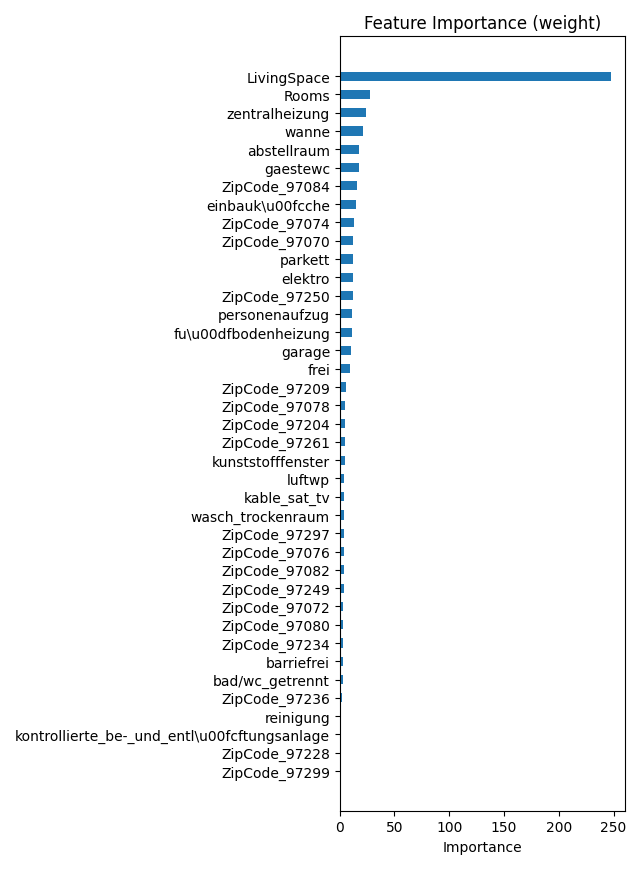 Feature Importance (weight)
LivingSpace
Rooms
zentralheizung
wanne
abstellraum
gaestewc
ZipCode_97084
einbauk\u00fcche
ZipCode_97074
ZipCode_97070
parkett
elektro
ZipCode_97250
personenaufzug
fu\u00dfbodenheizung
garage
frei
ZipCode_97209
ZipCode_97078
ZipCode_97204
ZipCode_97261
kunststofffenster
luftwp
kable_sat_tv
wasch_trockenraum
ZipCode_97297
ZipCode_97076
ZipCode_97082
ZipCode_97249
ZipCode_97072
ZipCode_97080
ZipCode_97234
barriefrei
bad/wc_getrennt
ZipCode_97236
reinigung
kontrollierte_be-_und_entl\u00fcftungsanlage
ZipCode_97228
ZipCode_97299
0 50 100 150 200 250
Importance